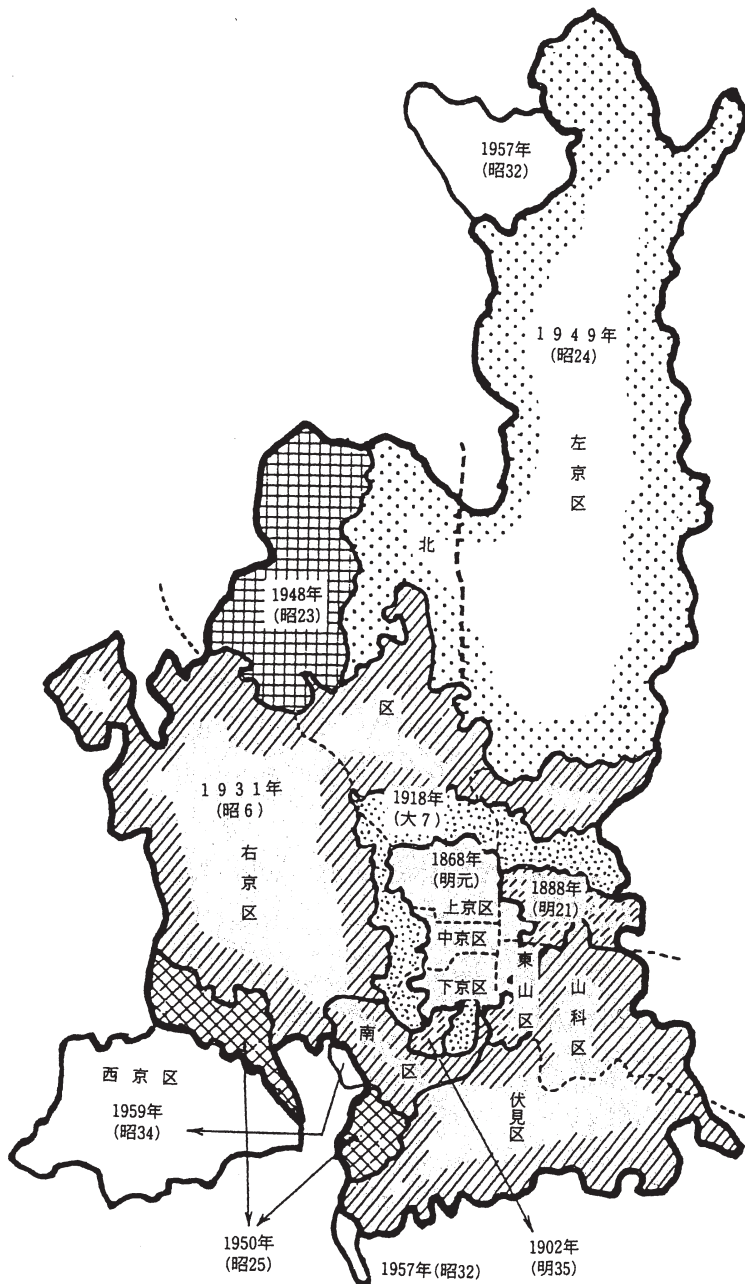 1957年
(昭32)
1949年
(昭24)
左
京
区
北
1948年
(昭23)
区
1931年
(昭6)
1918年
(大7)
右
京
区
1868年
(明元)
1888年
(明21)
上京区
中京区
下京区
東
山
区
山
科
区
南
区
西京区
1959年
(昭34)
伏
見
区
1950年
(昭25)
1957年(昭32)
1902年
(明35)